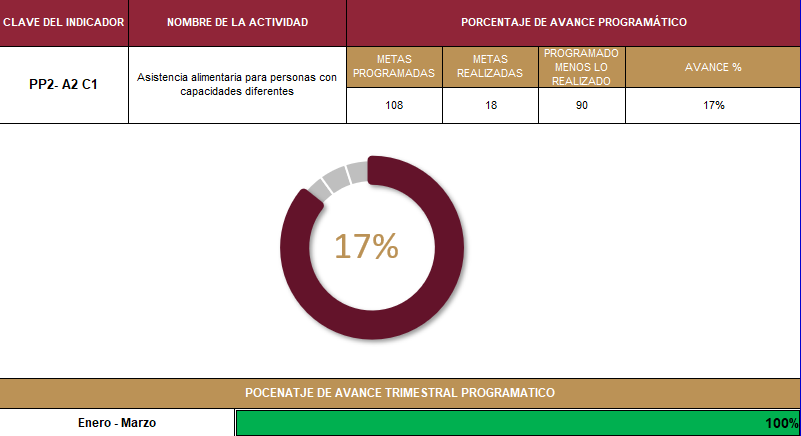 CLAVE DEL INDICADOR
NOMBRE DE LA ACTIVIDAD
PORCENTAJE DE AVANCE PROGRAMÁTICO
PP2- A2 C1
Asistencia alimentaria para personas con
capacidades diferentes
METAS
PROGRAMADAS
METAS
REALIZADAS
PROGRAMADO
MENOS LO
REALIZADO
AVANCE %
108
18
90
17%
17%
POCENATJE DE AVANCE TRIMESTRAL PROGRAMATICO
Enero - Marzo
100%